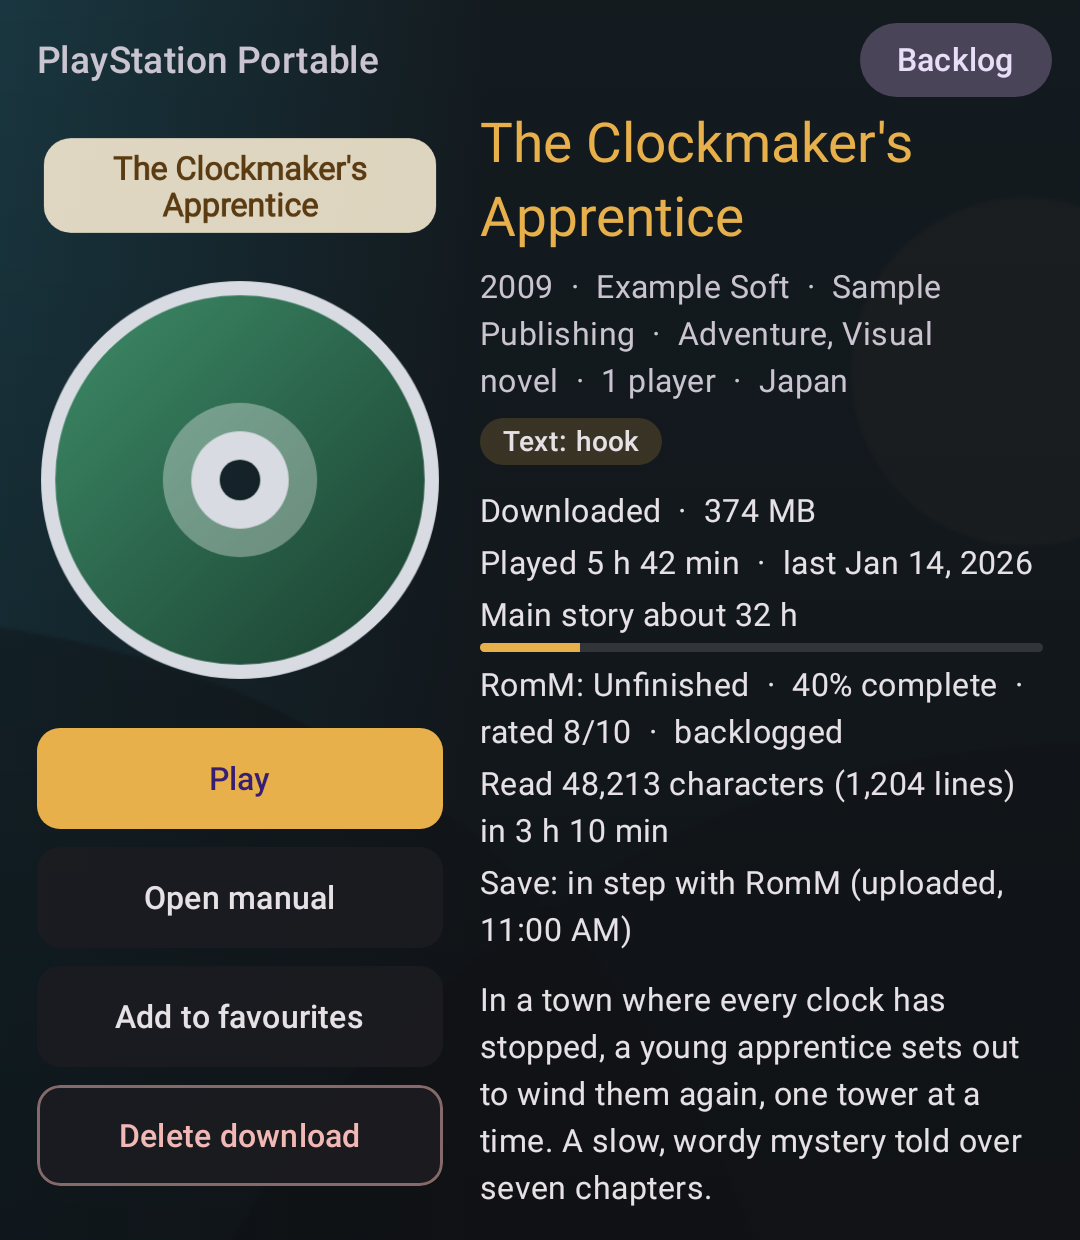 PlayStation Portable
Backlog
The Clockmaker's
Apprentice
Play
Open manual
Add to favourites
Delete download
The Clockmaker's
Apprentice
2009 · Example Soft · Sample
Publishing · Adventure, Visual
novel · 1 player · Japan
Text: hook
Downloaded · 374 MB
Played 5 h 42 min · last Jan 14, 2026
Main story about 32 h
RomM: Unfinished · 40% complete ·
rated 8/10 · backlogged
Read 48,213 characters (1,204 lines)
in 3 h 10 min
Save: in step with RomM (uploaded,
11:00 AM)
In a town where every clock has
stopped, a young apprentice sets out
to wind them again, one tower at a
time. A slow, wordy mystery told over
seven chapters.